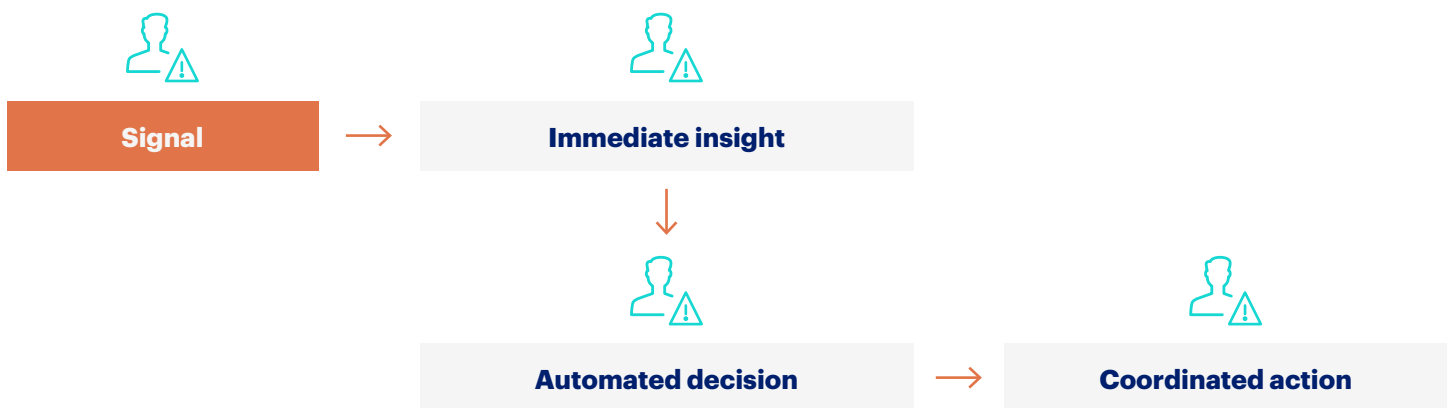 Signal
Immediate insight
Automated decision
Coordinated action